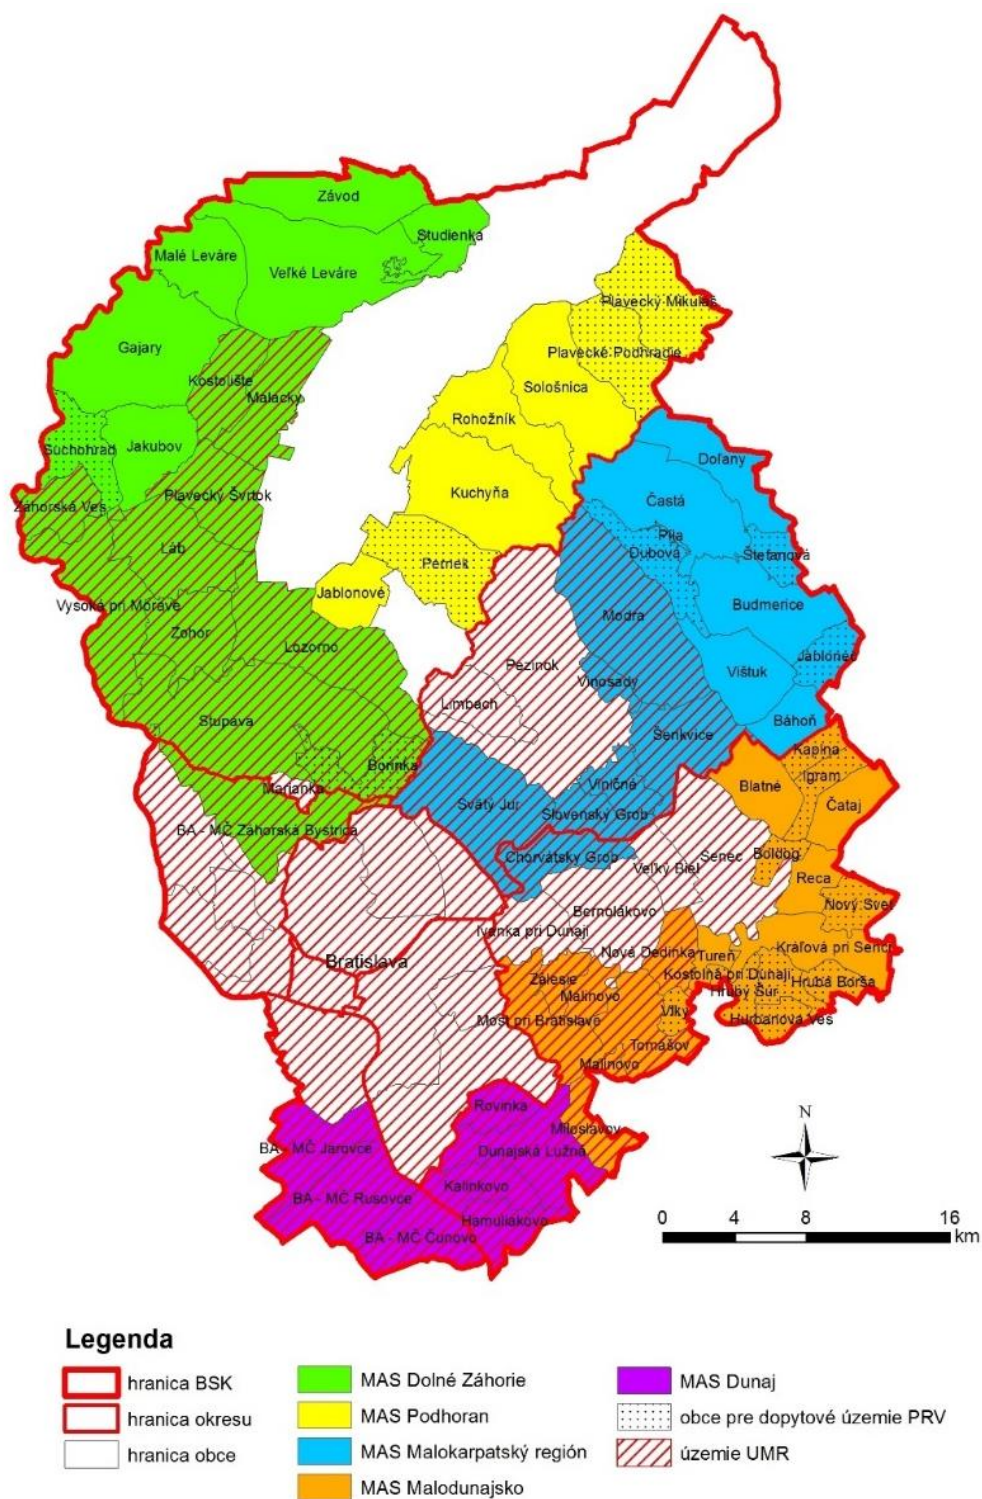 Závod
Studienka
Malé Leváre
Veľké Leváre
Plavecký Mikuláš
Gajary
Plavecké Podhradie
Kostolište
Sološnica
Malacky
Rohožník
Suchohrad
Jakubov
Doľany
Kuchyňa
Plavecký Švrtok
Častá
Záhorská Ves
Píla
Láb
Dubová
Štefanová
Pernek
Jablonové
Budmerice
Vysoká pri Morave
Modra
Zohor
Lozorno
Jablonec
Pezinok
Vištuk
Vinosady
Limbach
Stupava
Báhoň
Šenkvice
Kaplna
Borinka
Igram
Marianka
Viničné
Blatné
Svätý Jur
Čataj
Slovenský Grob
BA - MČ Záhorská Bystrica
Chorvátsky Grob
Boldog
Veľký Biel
Senec
Reca
Nový Svet
Bernolákovo
Ivanka pri Dunaji
Kráľová pri Senci
Nová Dedinka
Tureň
Bratislava
Kostolná pri Dunaji
Zálesie
Hrubá Borša
Hrubý Šúr
Malinovo
Vlky
Most pri Bratislave
Hurbanova Ves
Tomášov
Malinovo
Rovinka
N
Miloslavov
BA - MČ Jarovce
Dunajská Lužná
Kalinkovo
BA - MČ Rusovce
Hamuliakovo
0 4 8 16
km
BA - MČ Čunovo
Legenda
hranica BSK
MAS Dolné Záhorie
MAS Dunaj
hranica okresu
MAS Podhoran
obce pre dopytové územie PRV
hranica obce
MAS Malokarpatský región
územie UMR
MAS Malodunajsko